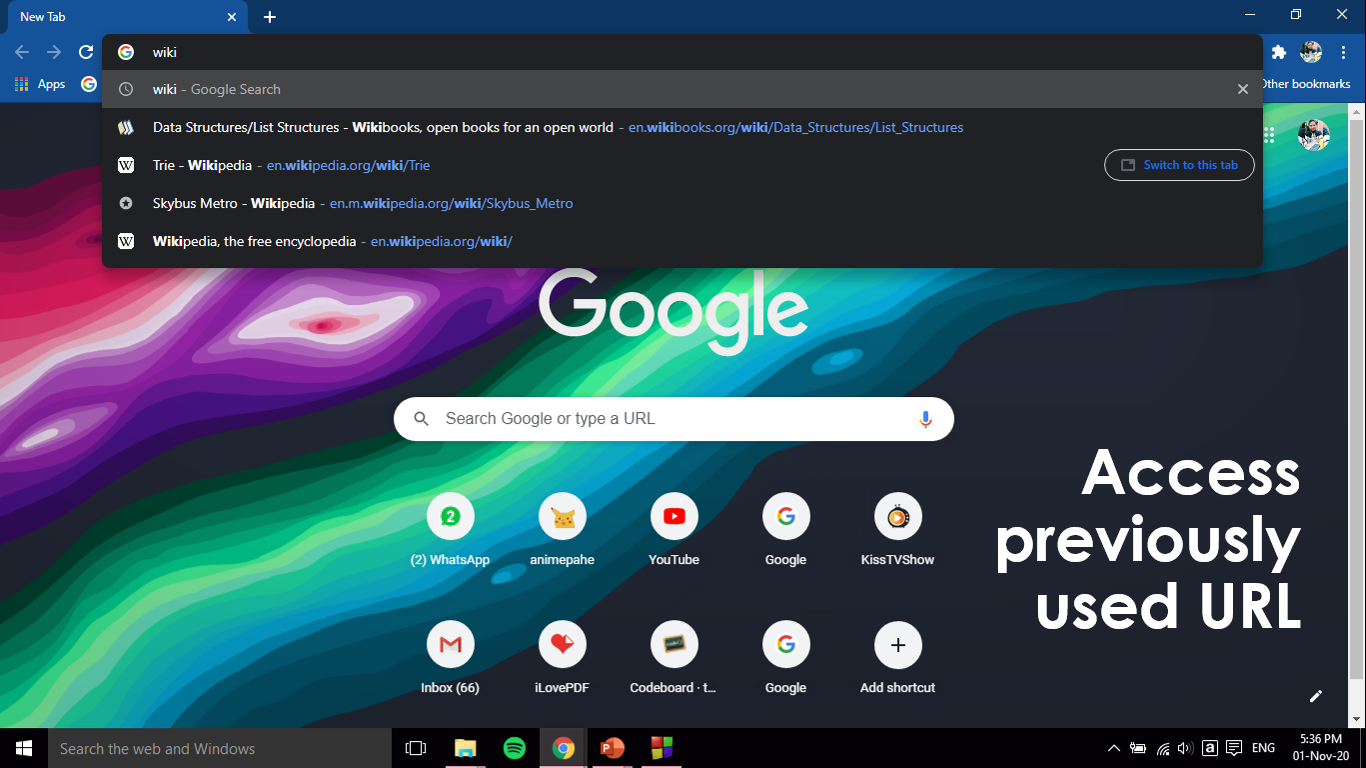 New Tab
wiki
Apps
Other bookmarks
wiki - Google Search
Data Structures/List Structures - Wikibooks, open books for an open world - en.wikibooks.org/wiki/Data_Structures/List_Structures
Trie - Wikipedia - en.wikipedia.org/wiki/Trie
Switch to this tab
Skybus Metro - Wikipedia - en.m.wikipedia.org/wiki/Skybus_Metro
Wikipedia, the free encyclopedia - en.wikipedia.org/wiki/
Google
Search Google or type a URL
Access
previously
used URL
(2) WhatsApp
animepahe
YouTube
Google
KissTVShow
Inbox (66)
iLovePDF
Codeboard · t...
Google
Add shortcut
Search the web and Windows
ENG
5:36 PM
01-Nov-20